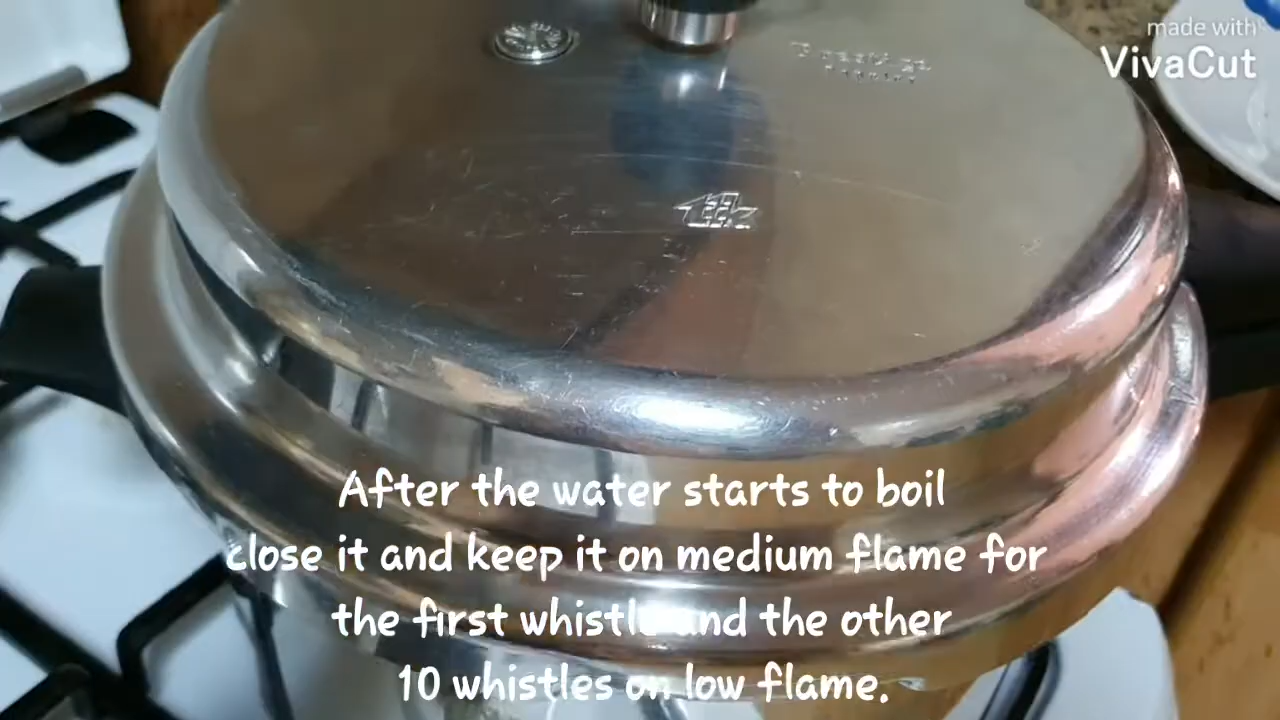 made with
VivaCut
After the water starts to boil
close it and keep it on medium flame for
the first whistle and the other
10 whistles on low flame.